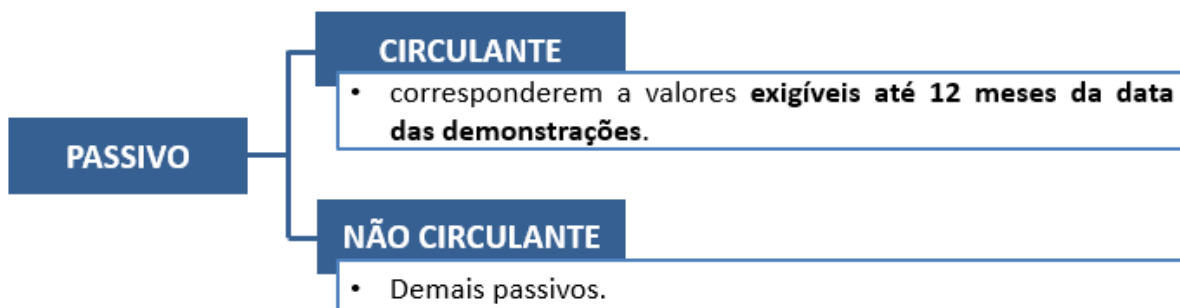 CIRCULANTE
• corresponderem a valores exigíveis até 12 meses da data
das demonstrações.
PASSIVO
NÃO CIRCULANTE
• Demais passivos.